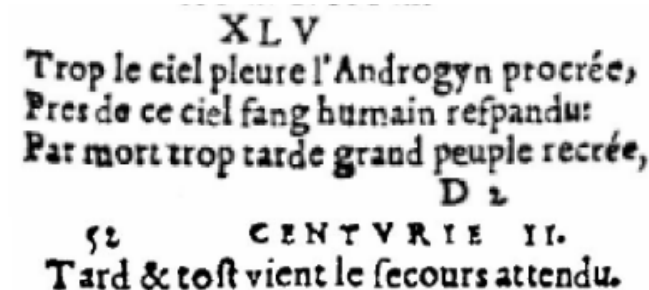 XLV
Trop le ciel pleure l'Androgyn procrée,
Pres de ce ciel ſang humain reſpandu:
Par mort trop tarde grand peuple recrée,
D 2
52 CENTVRIE II.
Tard & toſt vient le ſecours attendu.